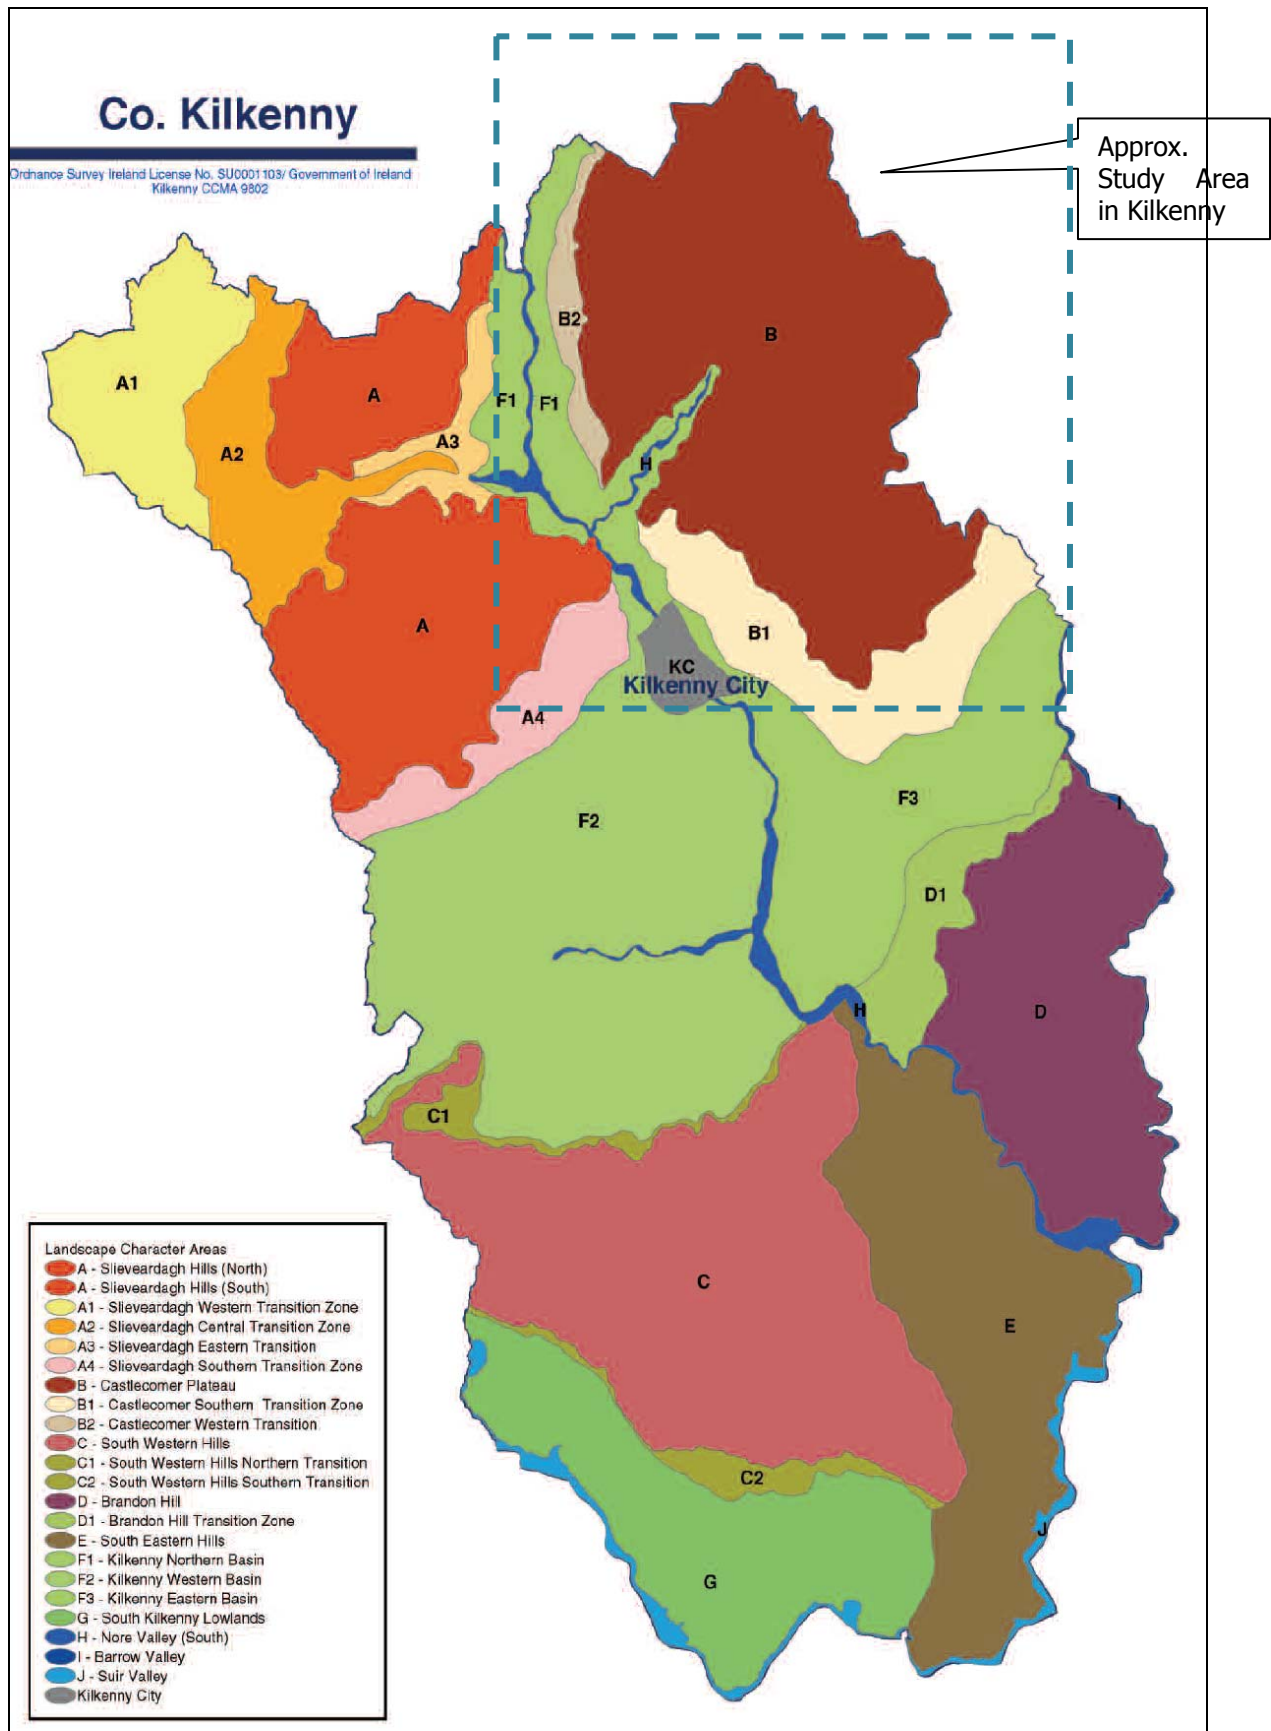 Co. Kilkenny
Ordnance Survey Ireland License No. SU0001103/ Government of Ireland
Kilkenny CCMA 9802
Approx.
Study Area
in Kilkenny
B2
B
A1
A
F1
F1
A3
A2
H
A
B1
KC
Kilkenny City
A4
F3
I
F2
D1
H
D
C1
C
E
C2
J
G
Landscape Character Areas
A - Slieveardagh Hills (North)
A - Slieveardagh Hills (South)
A1 - Slieveardagh Western Transition Zone
A2 - Slieveardagh Central Transition Zone
A3 - Slieveardagh Eastern Transition
A4 - Slieveardagh Southern Transition Zone
B - Castlecomer Plateau
B1 - Castlecomer Southern Transition Zone
B2 - Castlecomer Western Transition
C - South Western Hills
C1 - South Western Hills Northern Transition
C2 - South Western Hills Southern Transition
D - Brandon Hill
D1 - Brandon Hill Transition Zone
E - South Eastern Hills
F1 - Kilkenny Northern Basin
F2 - Kilkenny Western Basin
F3 - Kilkenny Eastern Basin
G - South Kilkenny Lowlands
H - Nore Valley (South)
I - Barrow Valley
J - Suir Valley
Kilkenny City